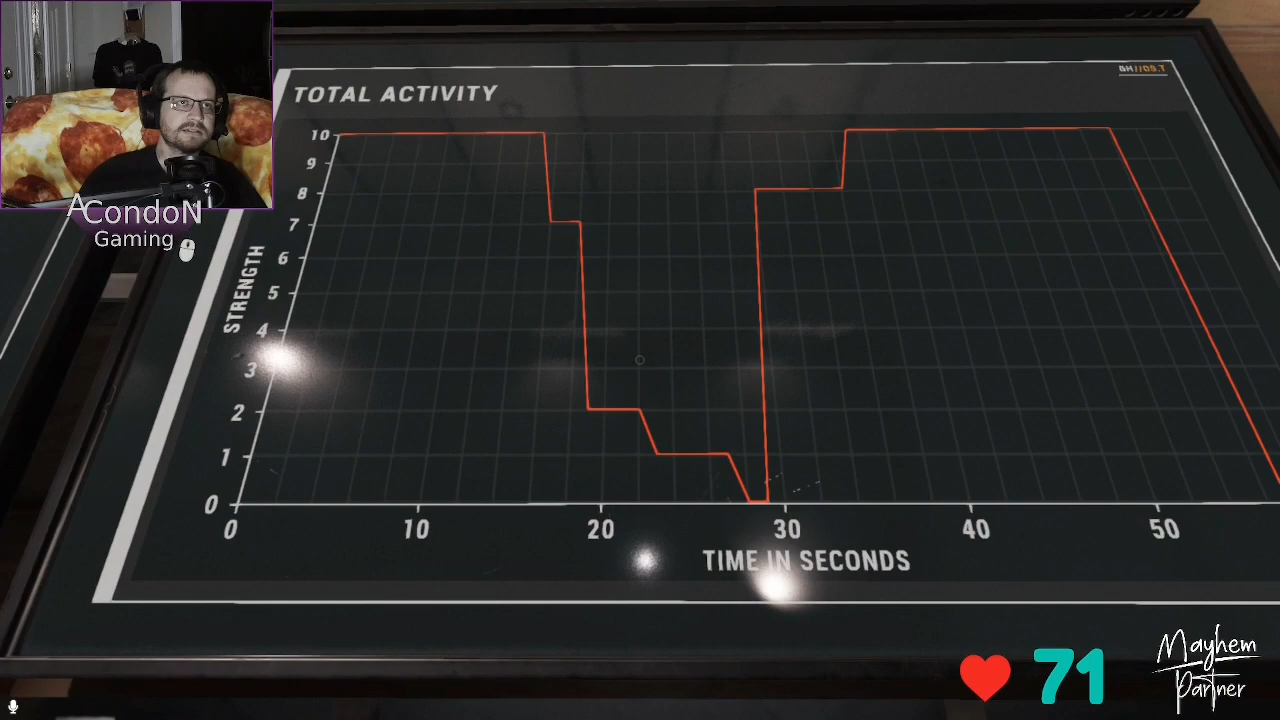 TOTAL ACTIVITY
10
9
8
7
6
5
4
3
2
1
0
STRENGTH
0 10 20 30 40 50
TIME IN SECONDS
ACondoN
Gaming
71
Mayhem
Partner